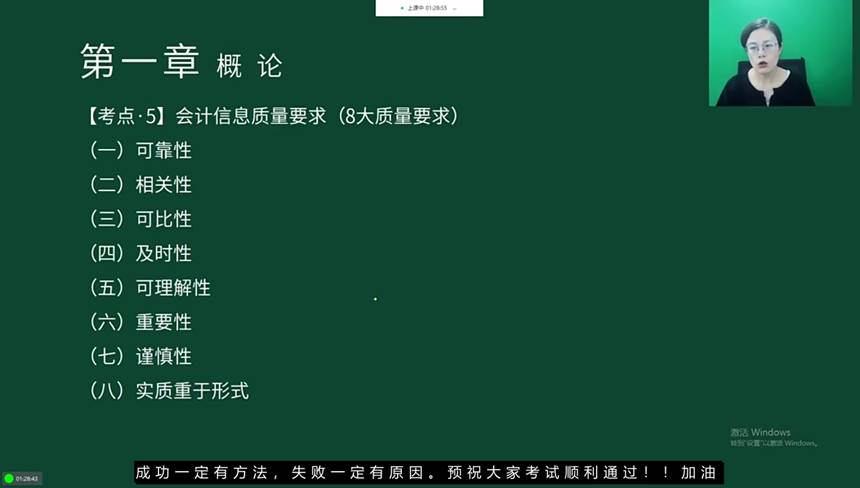 上课中 01:28:55
第一章 概 论
【考点·5】会计信息质量要求（8大质量要求）
（一）可靠性
（二）相关性
（三）可比性
（四）及时性
（五）可理解性
（六）重要性
（七）谨慎性
（八）实质重于形式
激活 Windows
转到"设置"以激活 Windows。
01:28:43
成功一定有方法，失败一定有原因。预祝大家考试顺利通过！！加油